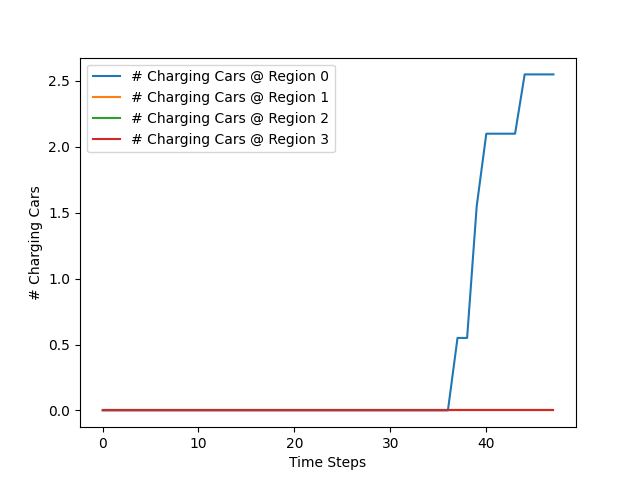 # Charging Cars @ Region 0
# Charging Cars @ Region 1
# Charging Cars @ Region 2
# Charging Cars @ Region 3
2.5
2.0
1.5
1.0
0.5
0.0
# Charging Cars
0 10 20 30 40
Time Steps